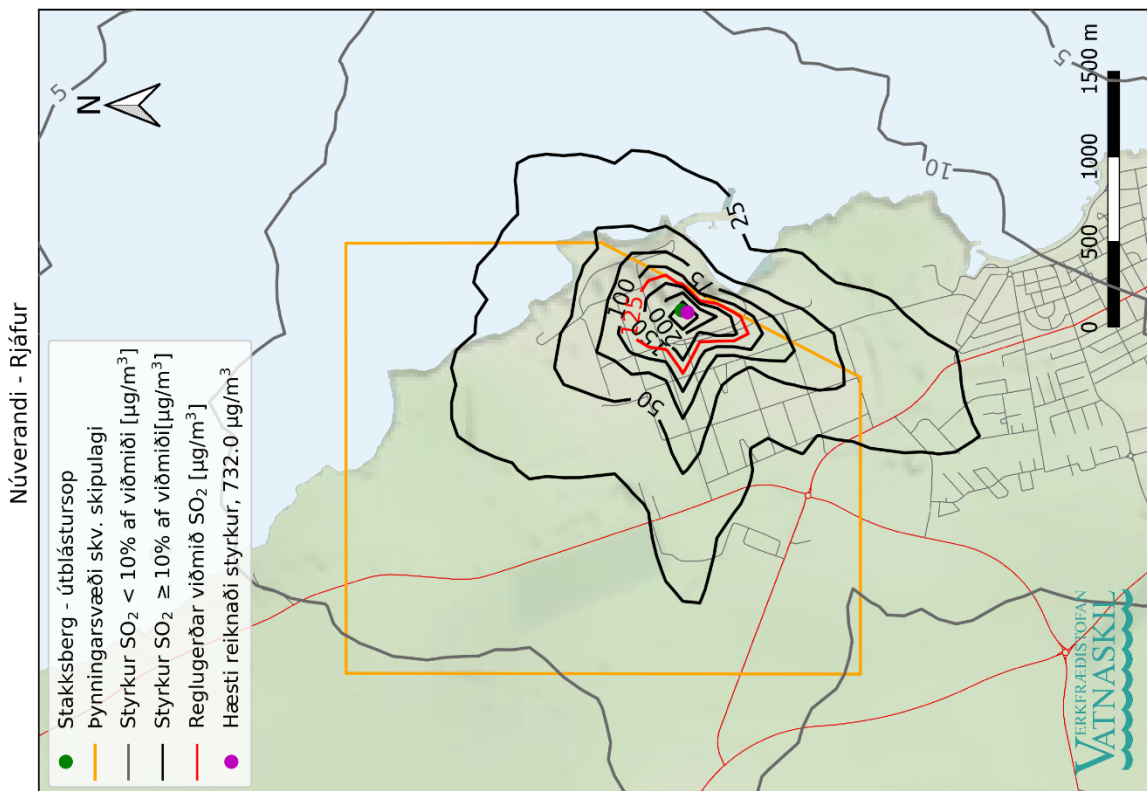 Núverandi - Rjáfur
N
Stakksberg - útblástursop
Þynningarsvæði skv. skipulagi
Styrkur SO₂ < 10% af viðmiði [µg/m³]
Styrkur SO₂ ≥ 10% af viðmiði[µg/m³]
Reglugerðar viðmið SO₂ [µg/m³]
Hæsti reiknaði styrkur, 732.0 µg/m³
5
5
10
25
50
75
100
125
150
200
0 500 1000 1500 m
VERKFRÆÐISTOFAN
VATNASKIL